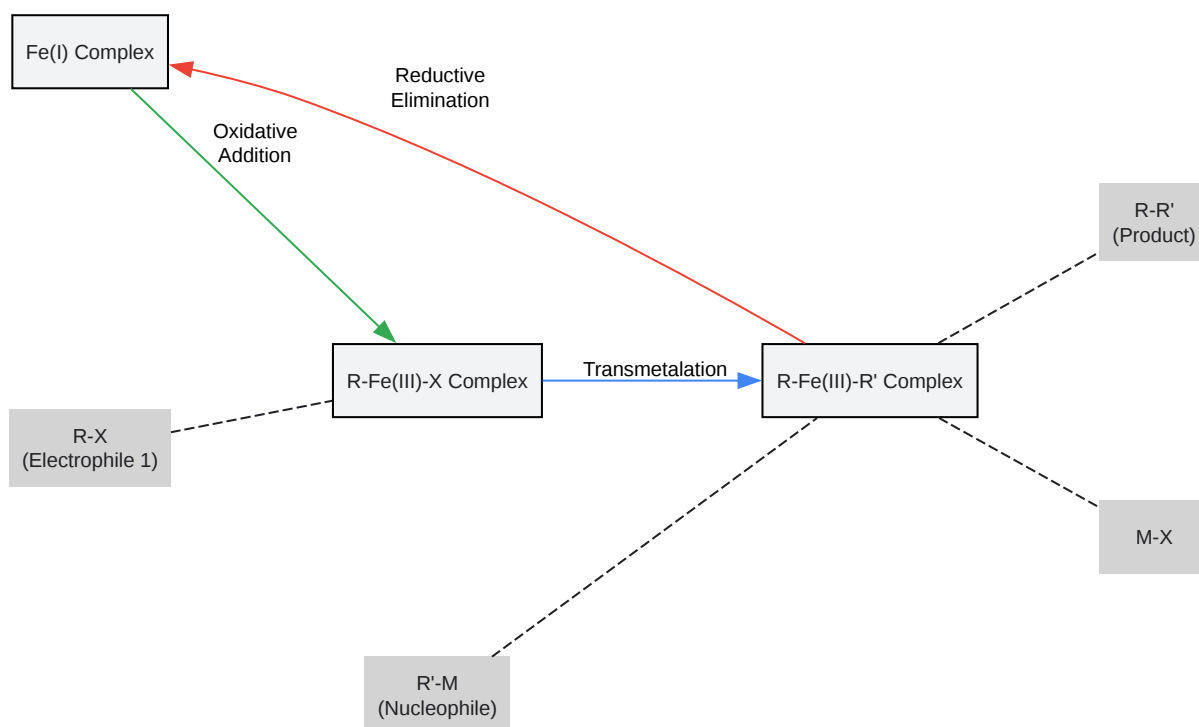 Fe(I) Complex
Reductive
Elimination
Oxidative
Addition
R-R'
(Product)
Transmetalation
R-Fe(III)-X Complex
R-Fe(III)-R' Complex
R-X
(Electrophile 1)
M-X
R'-M
(Nucleophile)